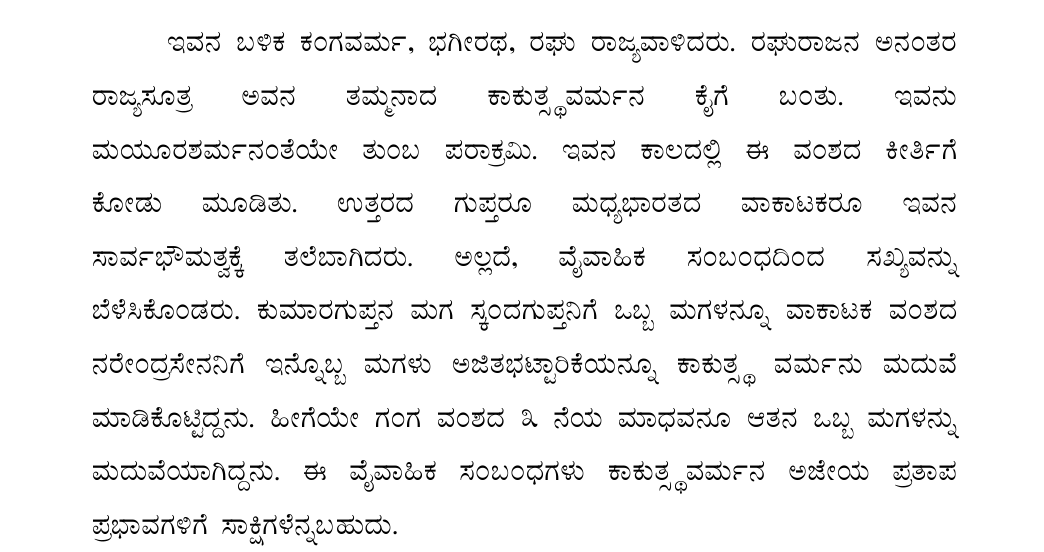 ಇವನ ಬಳಿಕ ಕಂಗವರ್ಮ, ಭಗೀರಥ, ರಘು ರಾಜ್ಯವಾಳಿದರು. ರಘುರಾಜನ ಅನಂತರ
ರಾಜ್ಯಸೂತ್ರ ಅವನ ತಮ್ಮನಾದ ಕಾಕುತ್ಸ್ಥವರ್ಮನ ಕೈಗೆ ಬಂತು. ಇವನು
ಮಯೂರಶರ್ಮನಂತೆಯೇ ತುಂಬ ಪರಾಕ್ರಮಿ. ಇವನ ಕಾಲದಲ್ಲಿ ಈ ವಂಶದ ಕೀರ್ತಿಗೆ
ಕೋಡು ಮೂಡಿತು. ಉತ್ತರದ ಗುಪ್ತರೂ ಮಧ್ಯಭಾರತದ ವಾಕಾಟಕರೂ ಇವನ
ಸಾರ್ವಭೌಮತ್ವಕ್ಕೆ ತಲೆಬಾಗಿದರು. ಅಲ್ಲದೆ, ವೈವಾಹಿಕ ಸಂಬಂಧದಿಂದ ಸಖ್ಯವನ್ನು
ಬೆಳೆಸಿಕೊಂಡರು. ಕುಮಾರಗುಪ್ತನ ಮಗ ಸ್ಕಂದಗುಪ್ತನಿಗೆ ಒಬ್ಬ ಮಗಳನ್ನೂ ವಾಕಾಟಕ ವಂಶದ
ನರೇಂದ್ರಸೇನನಿಗೆ ಇನ್ನೊಬ್ಬ ಮಗಳು ಅಜಿತಭಟ್ಟಾರಿಕೆಯನ್ನೂ ಕಾಕುತ್ಸ್ಥ ವರ್ಮನು ಮದುವೆ
ಮಾಡಿಕೊಟ್ಟಿದ್ದನು. ಹೀಗೆಯೇ ಗಂಗ ವಂಶದ ೩ ನೆಯ ಮಾಧವನೂ ಆತನ ಒಬ್ಬ ಮಗಳನ್ನು
ಮದುವೆಯಾಗಿದ್ದನು. ಈ ವೈವಾಹಿಕ ಸಂಬಂಧಗಳು ಕಾಕುತ್ಸ್ಥವರ್ಮನ ಅಜೇಯ ಪ್ರತಾಪ
ಪ್ರಭಾವಗಳಿಗೆ ಸಾಕ್ಷಿಗಳೆನ್ನಬಹುದು.